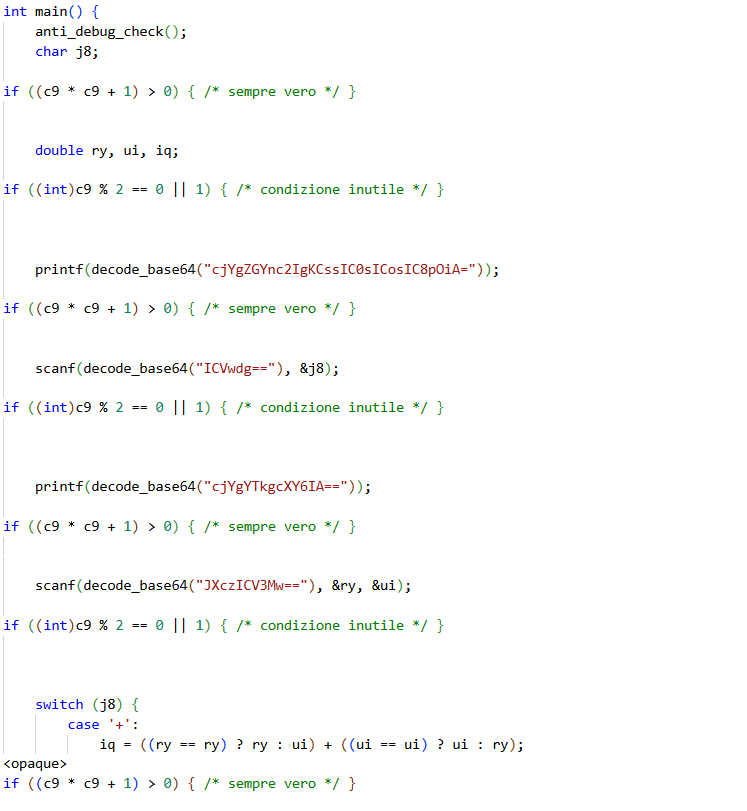 int main() {
    anti_debug_check();
    char j8;
if ((c9 * c9 + 1) > 0) { /* sempre vero */ }
    double ry, ui, iq;
if ((int)c9 % 2 == 0 || 1) { /* condizione inutile */ }
    printf(decode_base64("cjYgZGYnc2IgKCssIC0sICosIC8pOiA="));
if ((c9 * c9 + 1) > 0) { /* sempre vero */ }
    scanf(decode_base64("ICVwdg=="), &j8);
if ((int)c9 % 2 == 0 || 1) { /* condizione inutile */ }
    printf(decode_base64("cjYgYTkgcXY6IA=="));
if ((c9 * c9 + 1) > 0) { /* sempre vero */ }
    scanf(decode_base64("JXczICV3Mw=="), &ry, &ui);
if ((int)c9 % 2 == 0 || 1) { /* condizione inutile */ }
    switch (j8) {
        case '+':
            iq = ((ry == ry) ? ry : ui) + ((ui == ui) ? ui : ry);
<opaque>
if ((c9 * c9 + 1) > 0) { /* sempre vero */ }